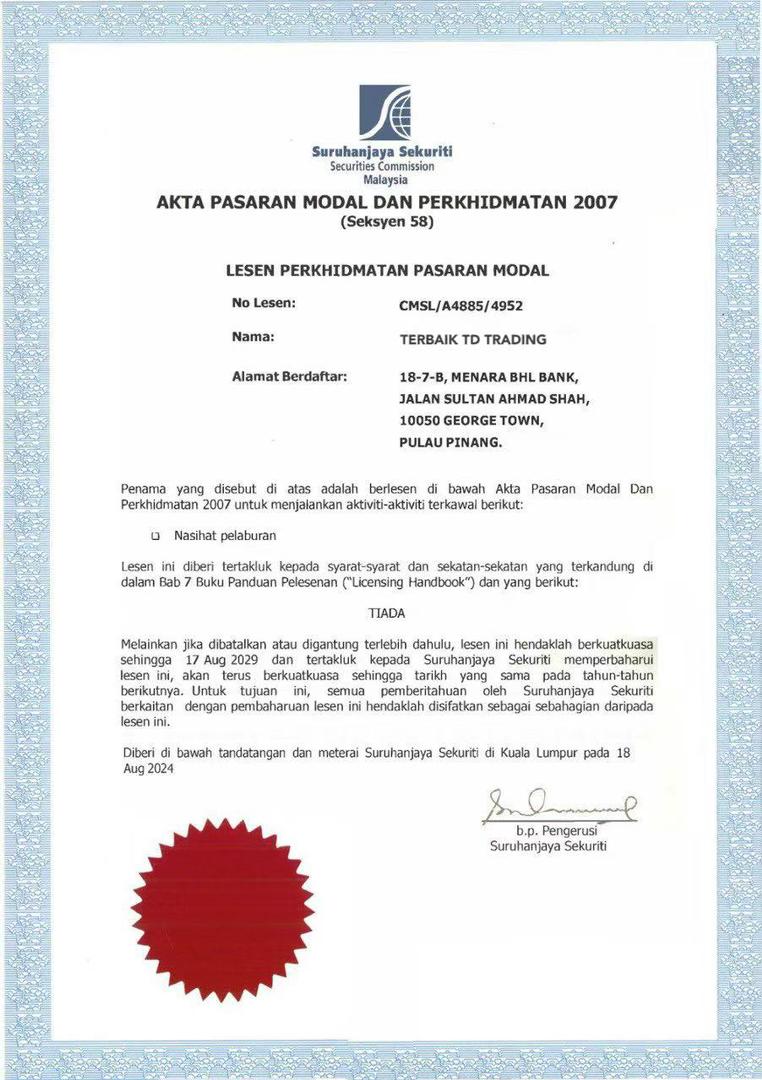 Suruhanjaya Sekuriti
Securities Commission
Malaysia
AKTA PASARAN MODAL DAN PERKHIDMATAN 2007
(Seksyen 58)
LESEN PERKHIDMATAN PASARAN MODAL
No Lesen: CMSL/A4885/4952
Nama: TERBAIK TD TRADING
Alamat Berdaftar: 18-7-B, MENARA BHL BANK,
JALAN SULTAN AHMAD SHAH,
10050 GEORGE TOWN,
PULAU PINANG.
Penama yang disebut di atas adalah berlesen di bawah Akta Pasaran Modal Dan
Perkhidmatan 2007 untuk menjalankan aktiviti-aktiviti terkawal berikut:
Nasihat pelaburan
Lesen ini diberi tertakluk kepada syarat-syarat dan sekatan-sekatan yang terkandung di
dalam Bab 7 Buku Panduan Pelesenan ("Licensing Handbook") dan yang berikut:
TIADA
Melainkan jika dibatalkan atau digantung terlebih dahulu, lesen ini hendaklah berkuatkuasa
sehingga 17 Aug 2029 dan tertakluk kepada Suruhanjaya Sekuriti memperbaharui
lesen ini, akan terus berkuatkuasa sehingga tarikh yang sama pada tahun-tahun
berikutnya. Untuk tujuan ini, semua pemberitahuan oleh Suruhanjaya Sekuriti
berkaitan dengan pembaharuan lesen ini hendaklah disifatkan sebagai sebahagian daripada
lesen ini.
Diberi di bawah tandatangan dan meterai Suruhanjaya Sekuriti di Kuala Lumpur pada 18
Aug 2024
b.p. Pengerusi
Suruhanjaya Sekuriti